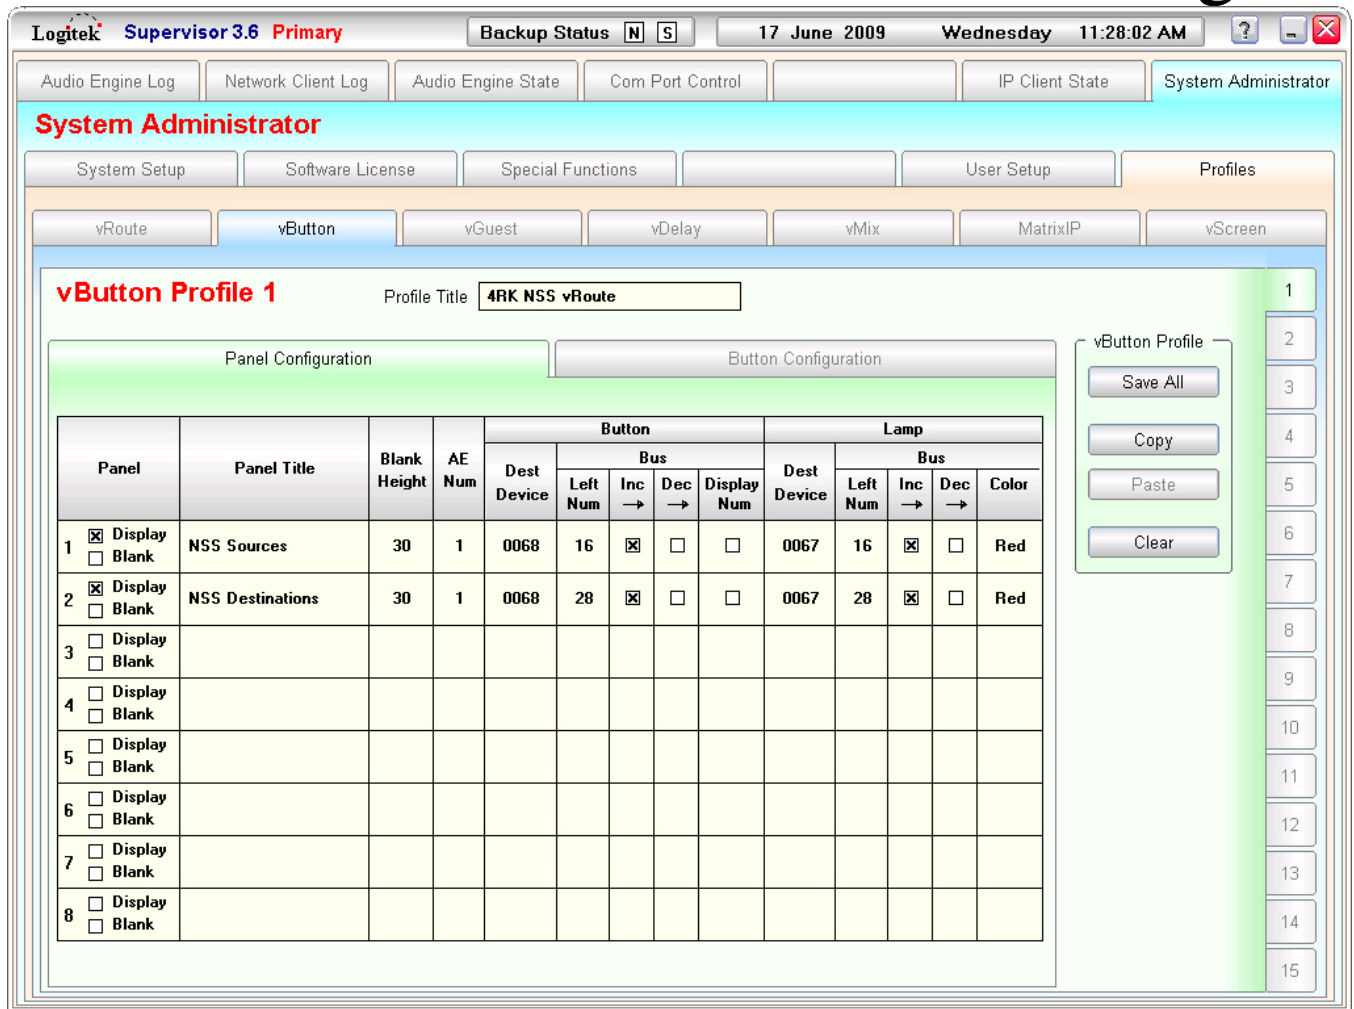 Logitek Supervisor 3.6 Primary Backup Status N S 17 June 2009 Wednesday 11:28:02 AM ?
Audio Engine Log Network Client Log Audio Engine State Com Port Control IP Client State System Administrator
System Administrator
System Setup Software License Special Functions User Setup Profiles
vRoute vButton vGuest vDelay vMix MatrixIP vScreen
vButton Profile 1 Profile Title 4RK NSS vRoute
Panel Configuration Button Configuration
Panel Panel Title Blank Height AE Num Button Lamp
Dest Device Bus Dest Device Bus
Left Num Inc → Dec → Display Num Left Num Inc → Dec → Color
1 Display NSS Sources 30 1 0068 16 0067 16 Red
Blank
2 Display NSS Destinations 30 1 0068 28 0067 28 Red
Blank
3 Display
Blank
4 Display
Blank
5 Display
Blank
6 Display
Blank
7 Display
Blank
8 Display
Blank
vButton Profile
Save All
Copy
Paste
Clear
1
2
3
4
5
6
7
8
9
10
11
12
13
14
15